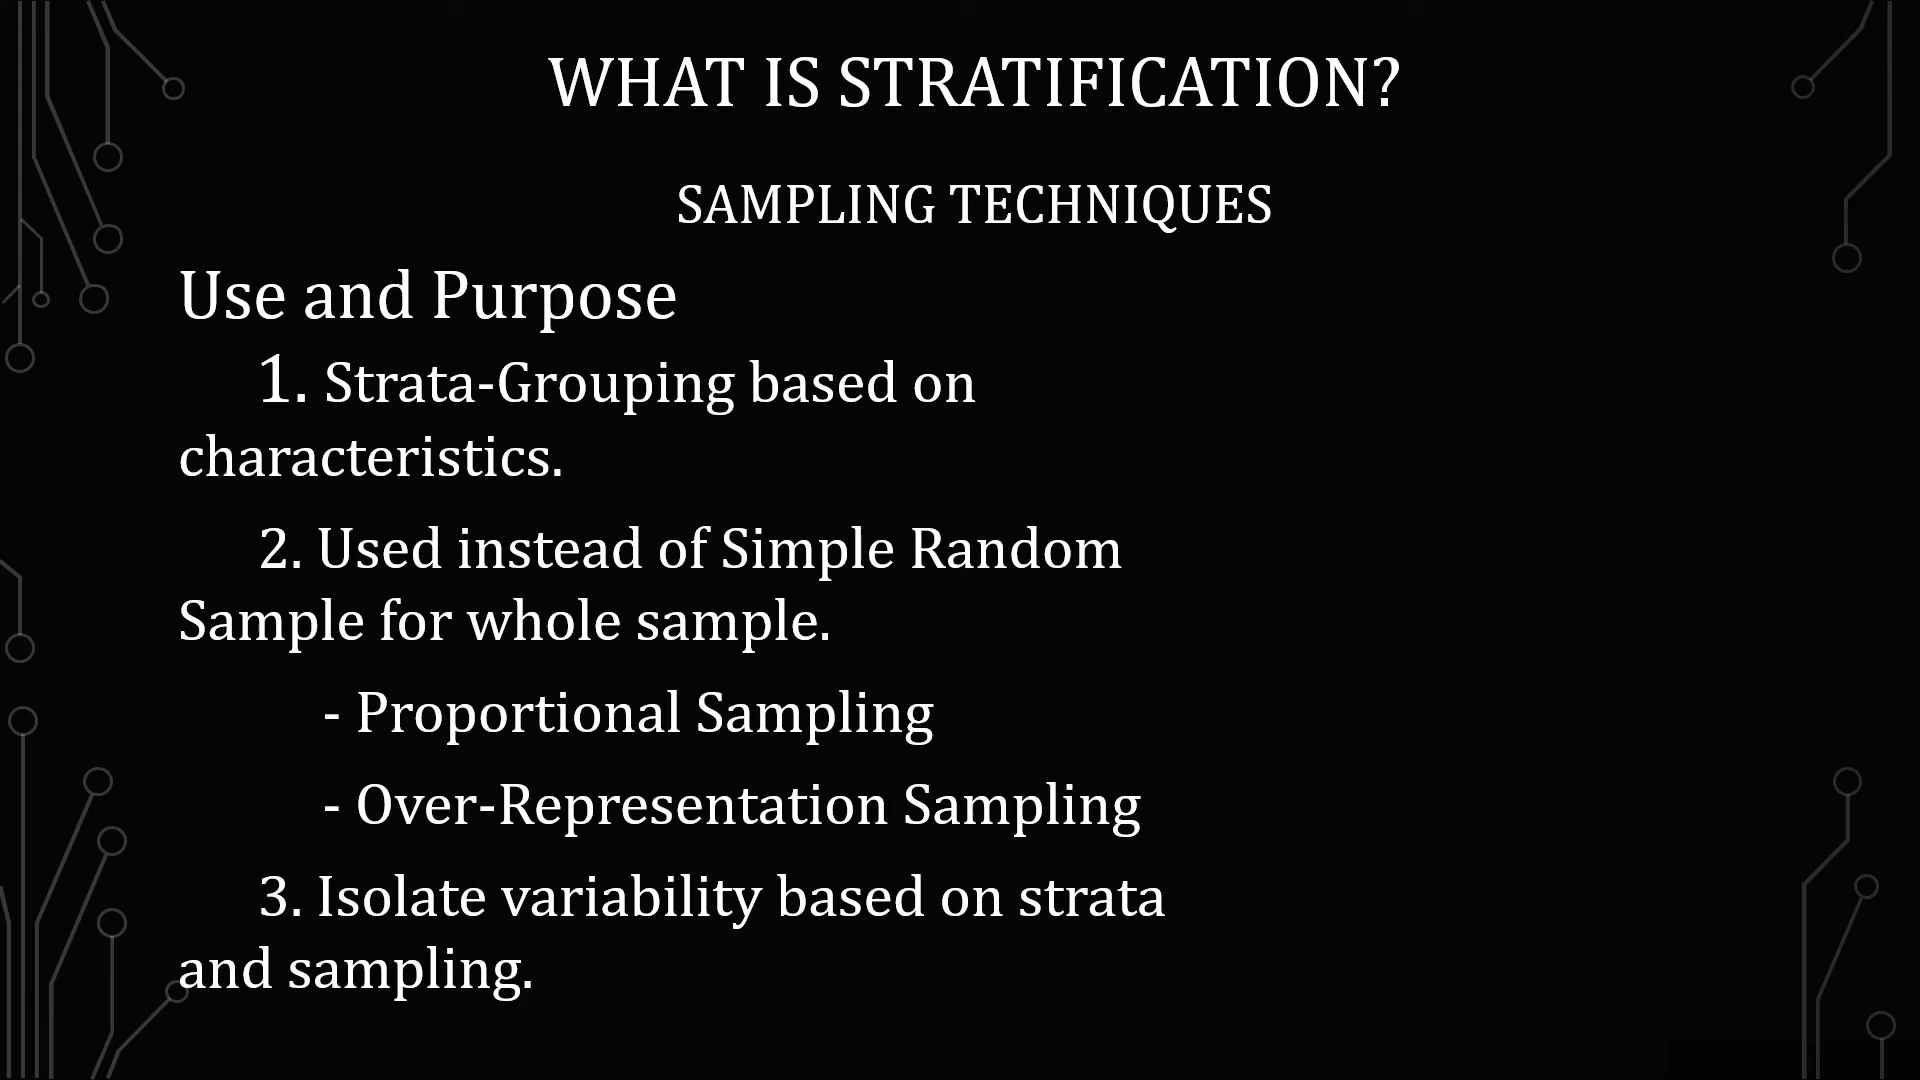 WHAT IS STRATIFICATION?
SAMPLING TECHNIQUES
Use and Purpose
1. Strata-Grouping based on
characteristics.
2. Used instead of Simple Random
Sample for whole sample.
- Proportional Sampling
- Over-Representation Sampling
3. Isolate variability based on strata
and sampling.